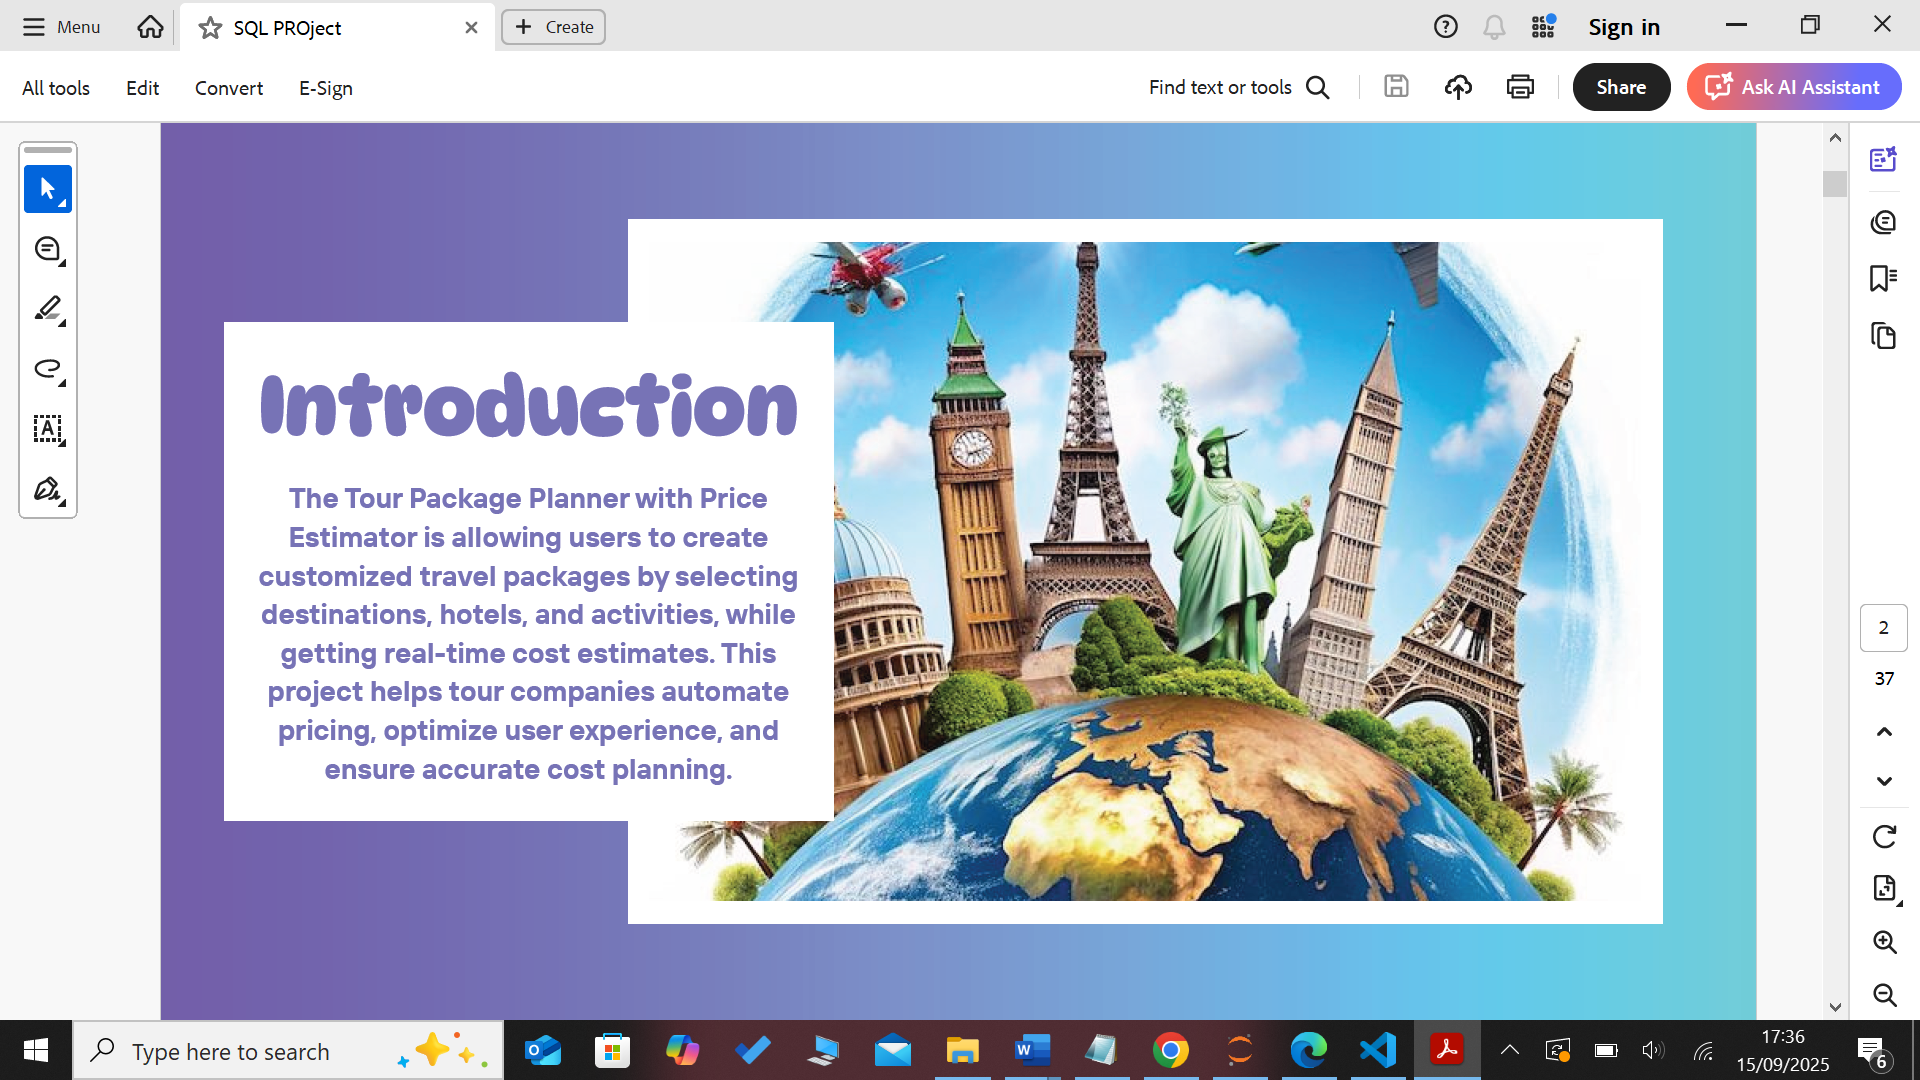 Menu
SQL PROject
Create
Sign in
All tools
Edit
Convert
E-Sign
Find text or tools
Share
Ask AI Assistant
Introduction
The Tour Package Planner with Price
Estimator is allowing users to create
customized travel packages by selecting
destinations, hotels, and activities, while
getting real-time cost estimates. This
project helps tour companies automate
pricing, optimize user experience, and
ensure accurate cost planning.
2
37
Type here to search
17:36
15/09/2025
6